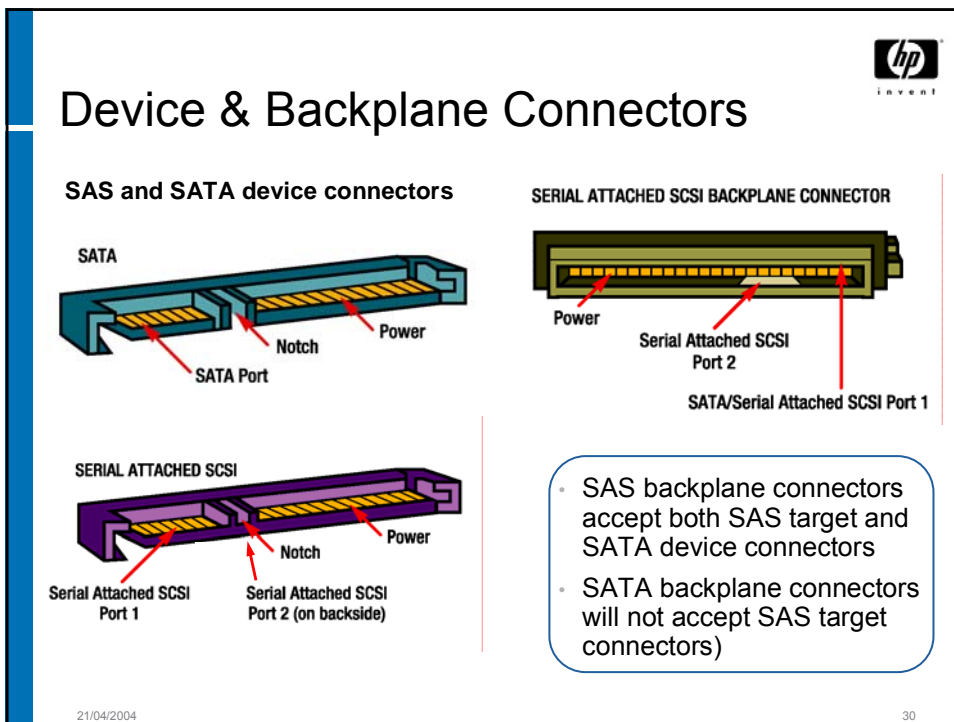 hp
invent
Device & Backplane Connectors
SAS and SATA device connectors
SATA
Notch
Power
SATA Port
SERIAL ATTACHED SCSI
Notch
Power
Serial Attached SCSI
Port 1
Serial Attached SCSI
Port 2 (on backside)
SERIAL ATTACHED SCSI BACKPLANE CONNECTOR
Power
Serial Attached SCSI
Port 2
SATA/Serial Attached SCSI Port 1
• SAS backplane connectors
accept both SAS target and
SATA device connectors
• SATA backplane connectors
will not accept SAS target
connectors)
21/04/2004
30